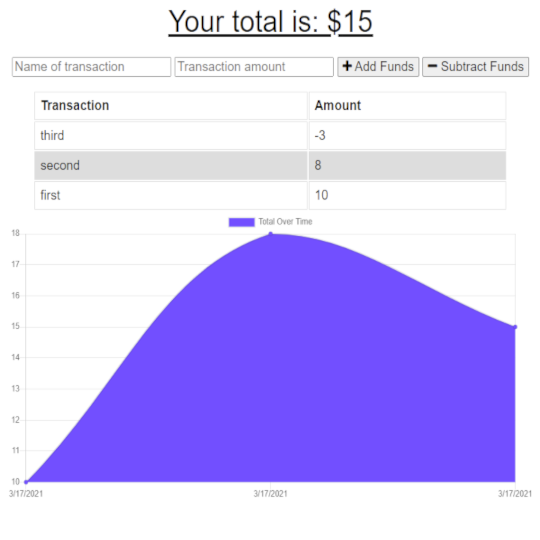 Your total is: $15
Name of transaction Transaction amount + Add Funds − Subtract Funds
Transaction Amount
third -3
second 8
first 10
Total Over Time
18
17
16
15
14
13
12
11
10
3/17/2021 3/17/2021 3/17/2021